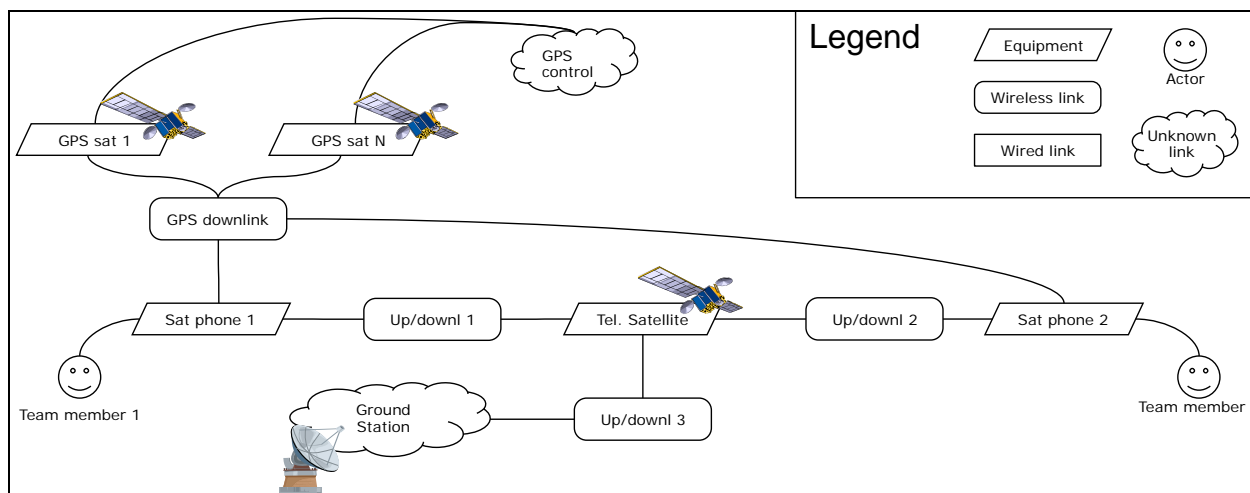 Legend
Equipment
Actor
Wireless link
Wired link
Unknown
link
GPS
control
GPS sat 1
GPS sat N
GPS downlink
Sat phone 1
Up/downl 1
Tel. Satellite
Up/downl 2
Sat phone 2
Team member 1
Team member
Ground
Station
Up/downl 3